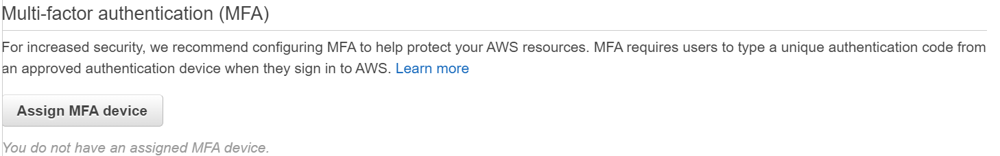 Multi-factor authentication (MFA)
For increased security, we recommend configuring MFA to help protect your AWS resources. MFA requires users to type a unique authentication code from
an approved authentication device when they sign in to AWS. Learn more
Assign MFA device
You do not have an assigned MFA device.